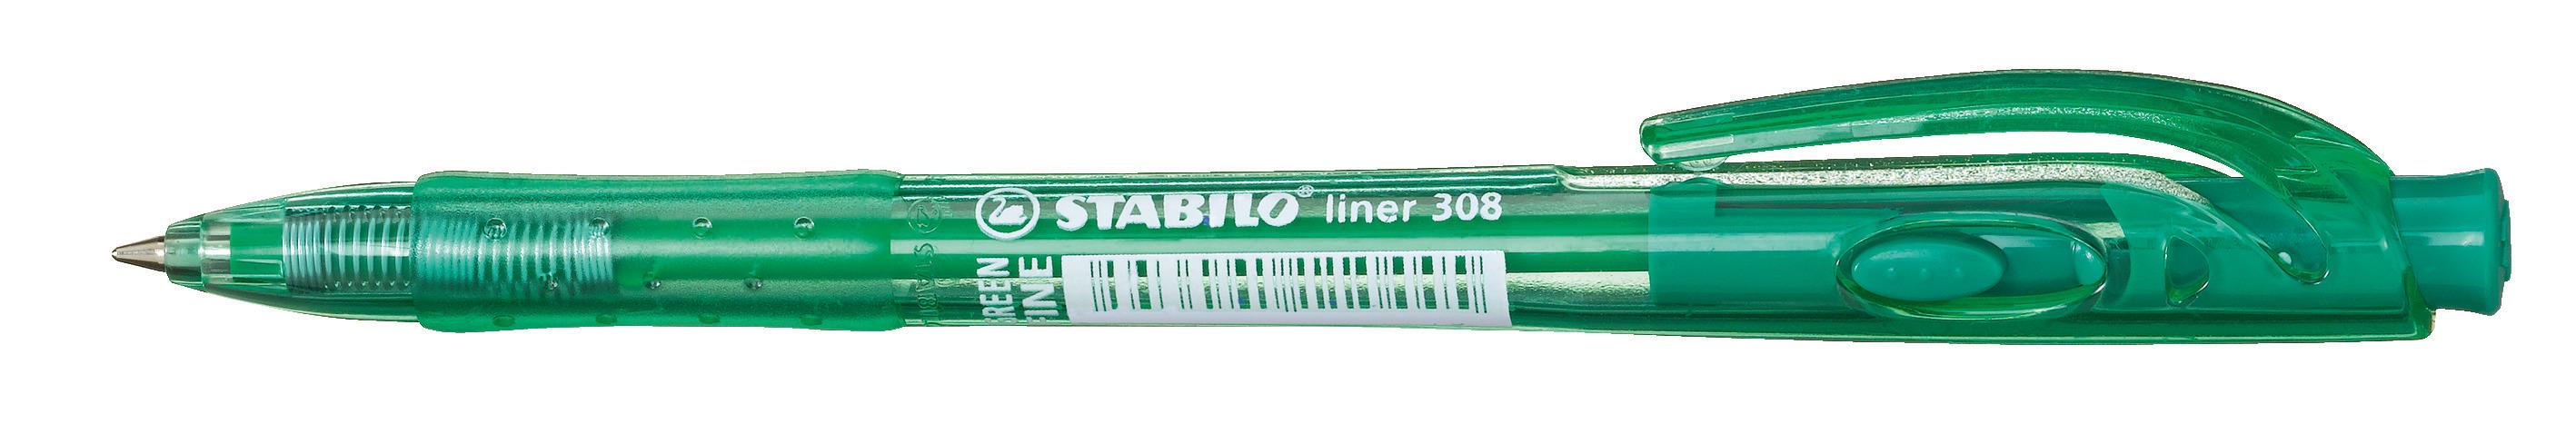 STABILO® liner 308
GREEN
FINE